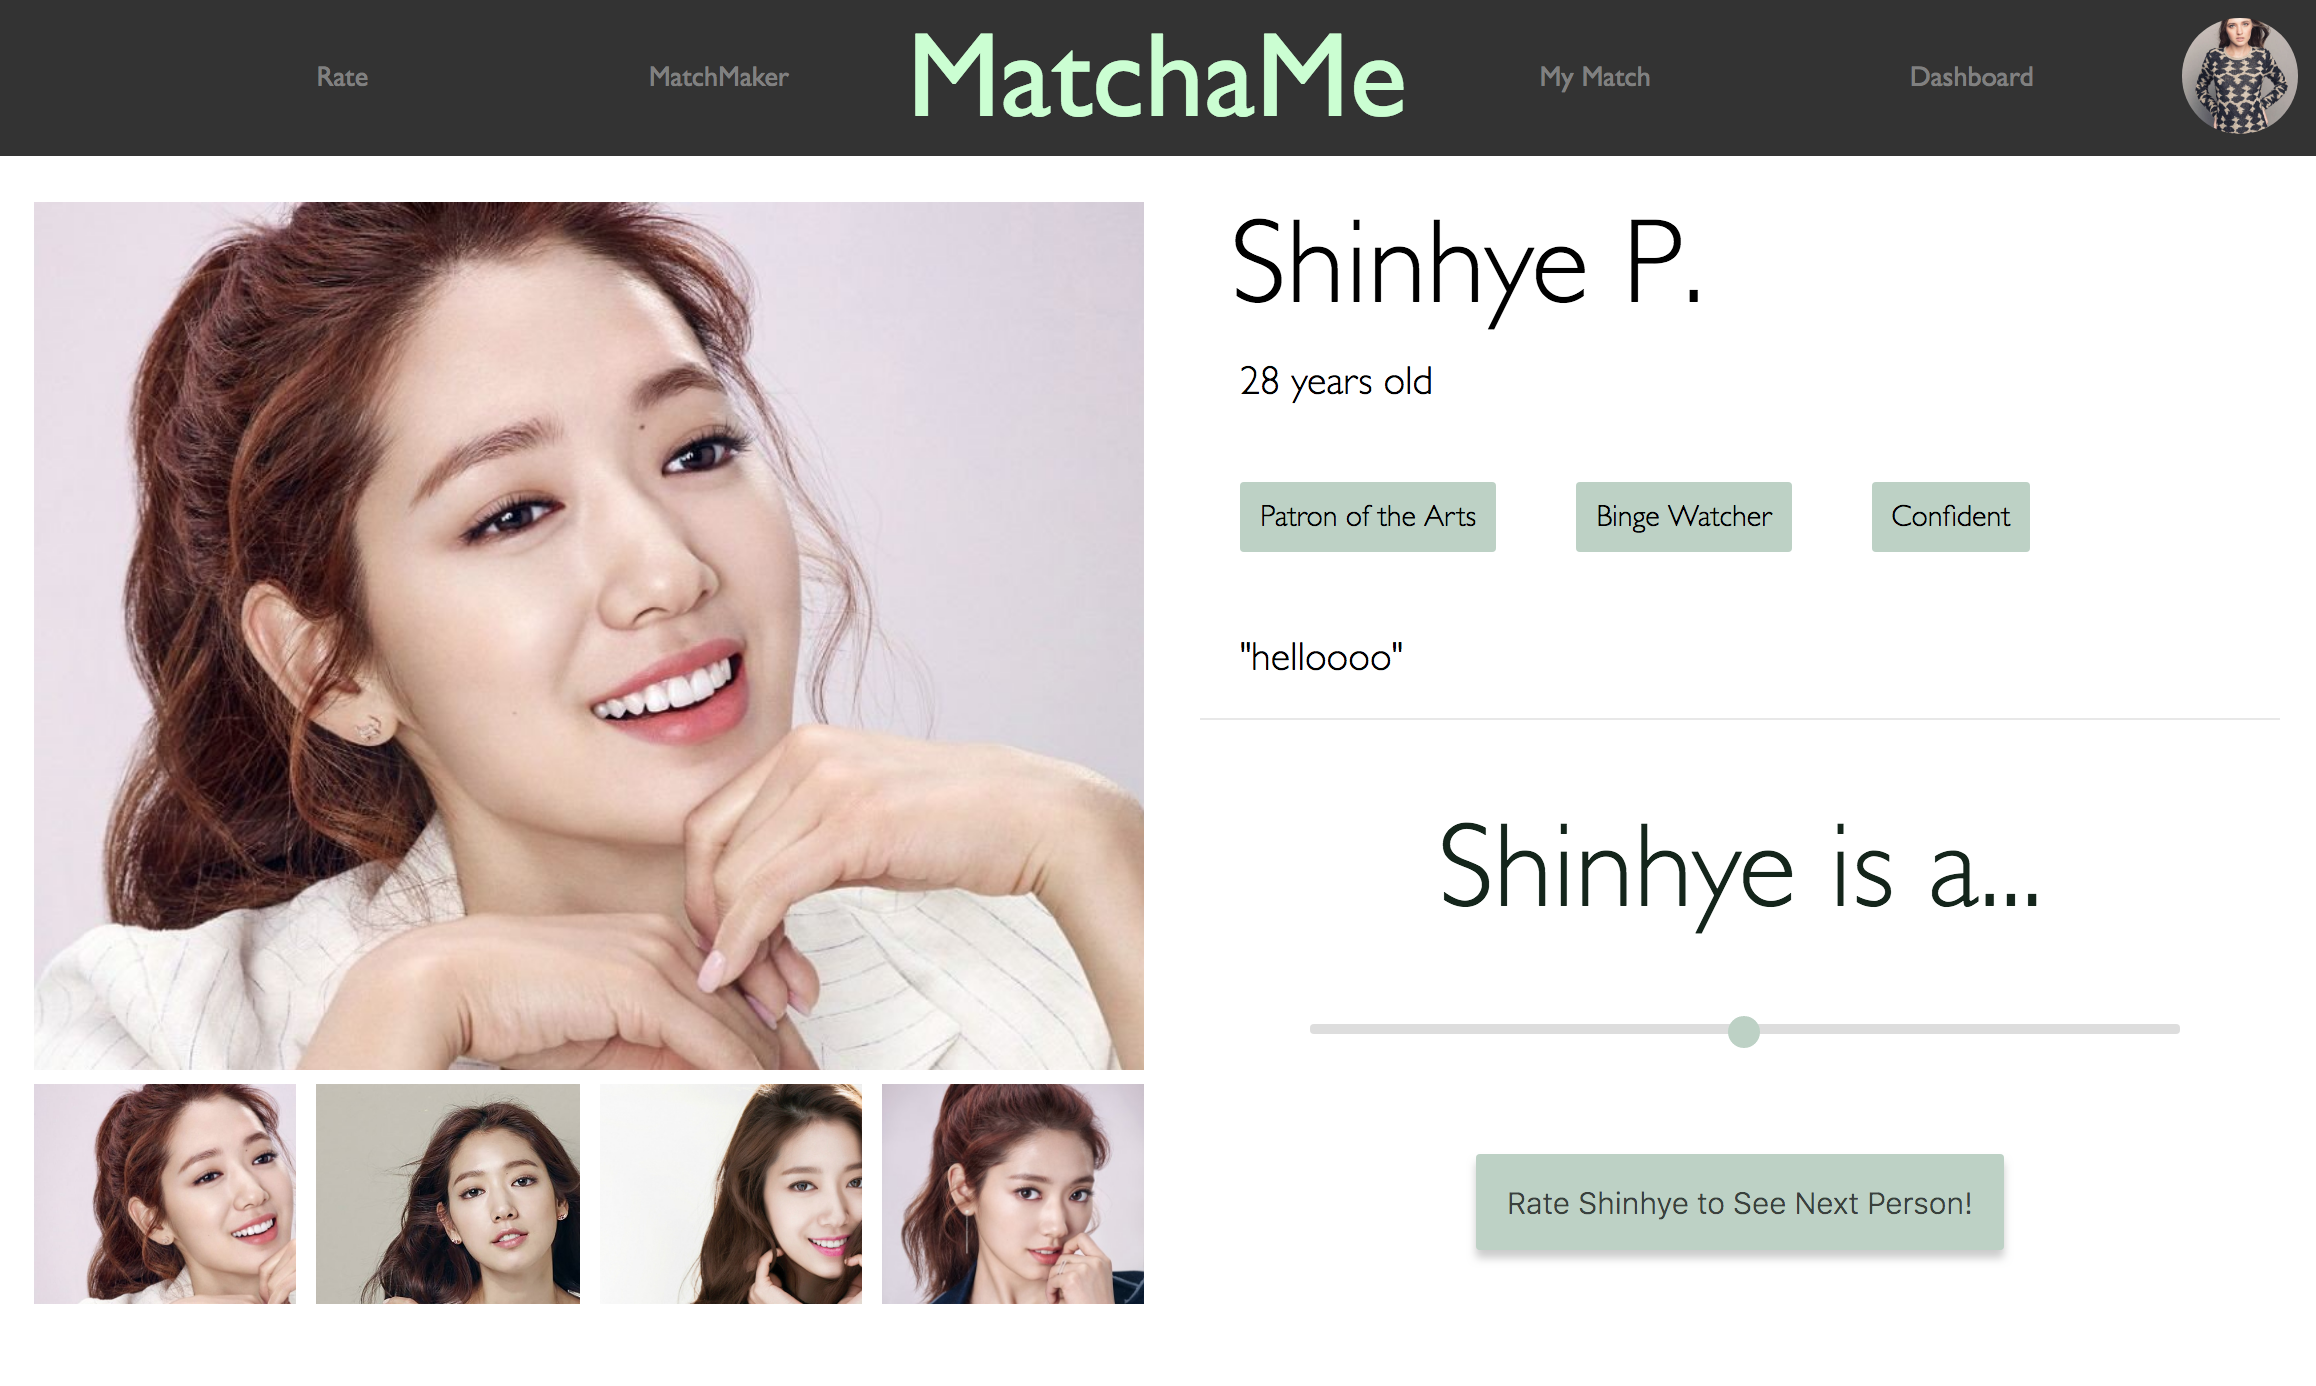 Rate MatchMaker MatchaMe My Match Dashboard
Shinhye P.
28 years old
Patron of the Arts Binge Watcher Confident
"helloooo"
Shinhye is a...
Rate Shinhye to See Next Person!